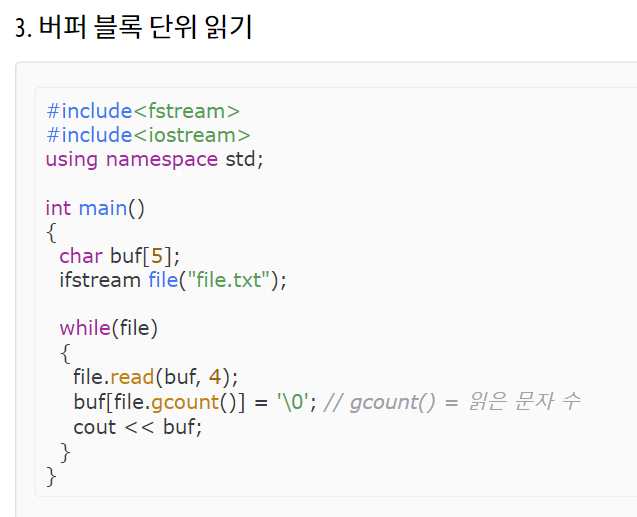 3. 버퍼 블록 단위 읽기
#include<fstream>
#include<iostream>
using namespace std;
int main()
{
char buf[5];
ifstream file("file.txt");
while(file)
{
file.read(buf, 4);
buf[file.gcount()] = '\0'; // gcount() = 읽은 문자 수
cout << buf;
}
}